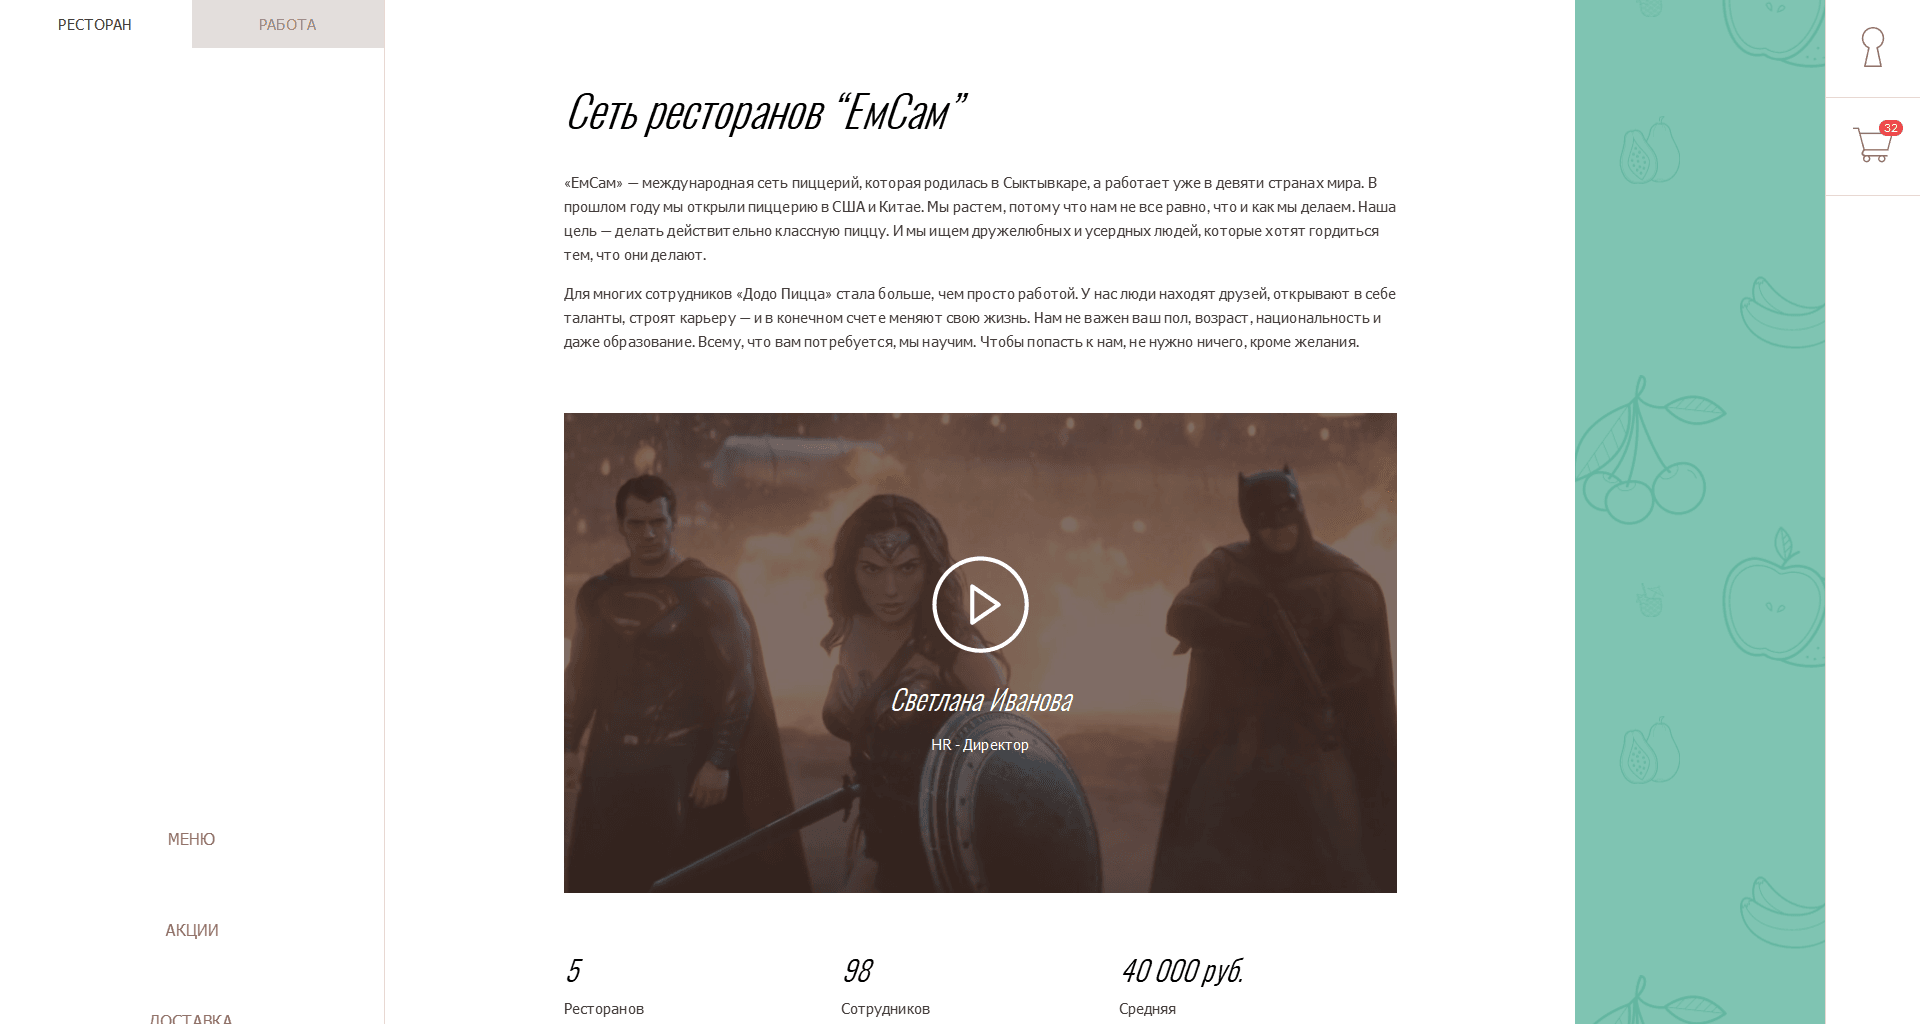 РЕСТОРАН
РАБОТА
32
Сеть ресторанов “ЕмСам”
«ЕмСам» — международная сеть пиццерий, которая родилась в Сыктывкаре, а работает уже в девяти странах мира. В
прошлом году мы открыли пиццерию в США и Китае. Мы растем, потому что нам не все равно, что и как мы делаем. Наша
цель — делать действительно классную пиццу. И мы ищем дружелюбных и усердных людей, которые хотят гордиться
тем, что они делают.
Для многих сотрудников «Додо Пицца» стала больше, чем просто работой. У нас люди находят друзей, открывают в себе
таланты, строят карьеру — и в конечном счете меняют свою жизнь. Нам не важен ваш пол, возраст, национальность и
даже образование. Всему, что вам потребуется, мы научим. Чтобы попасть к нам, не нужно ничего, кроме желания.
Светлана Иванова
HR - Директор
МЕНЮ
АКЦИИ
ДОСТАВКА
5
Ресторанов
98
Сотрудников
40 000 руб.
Средняя